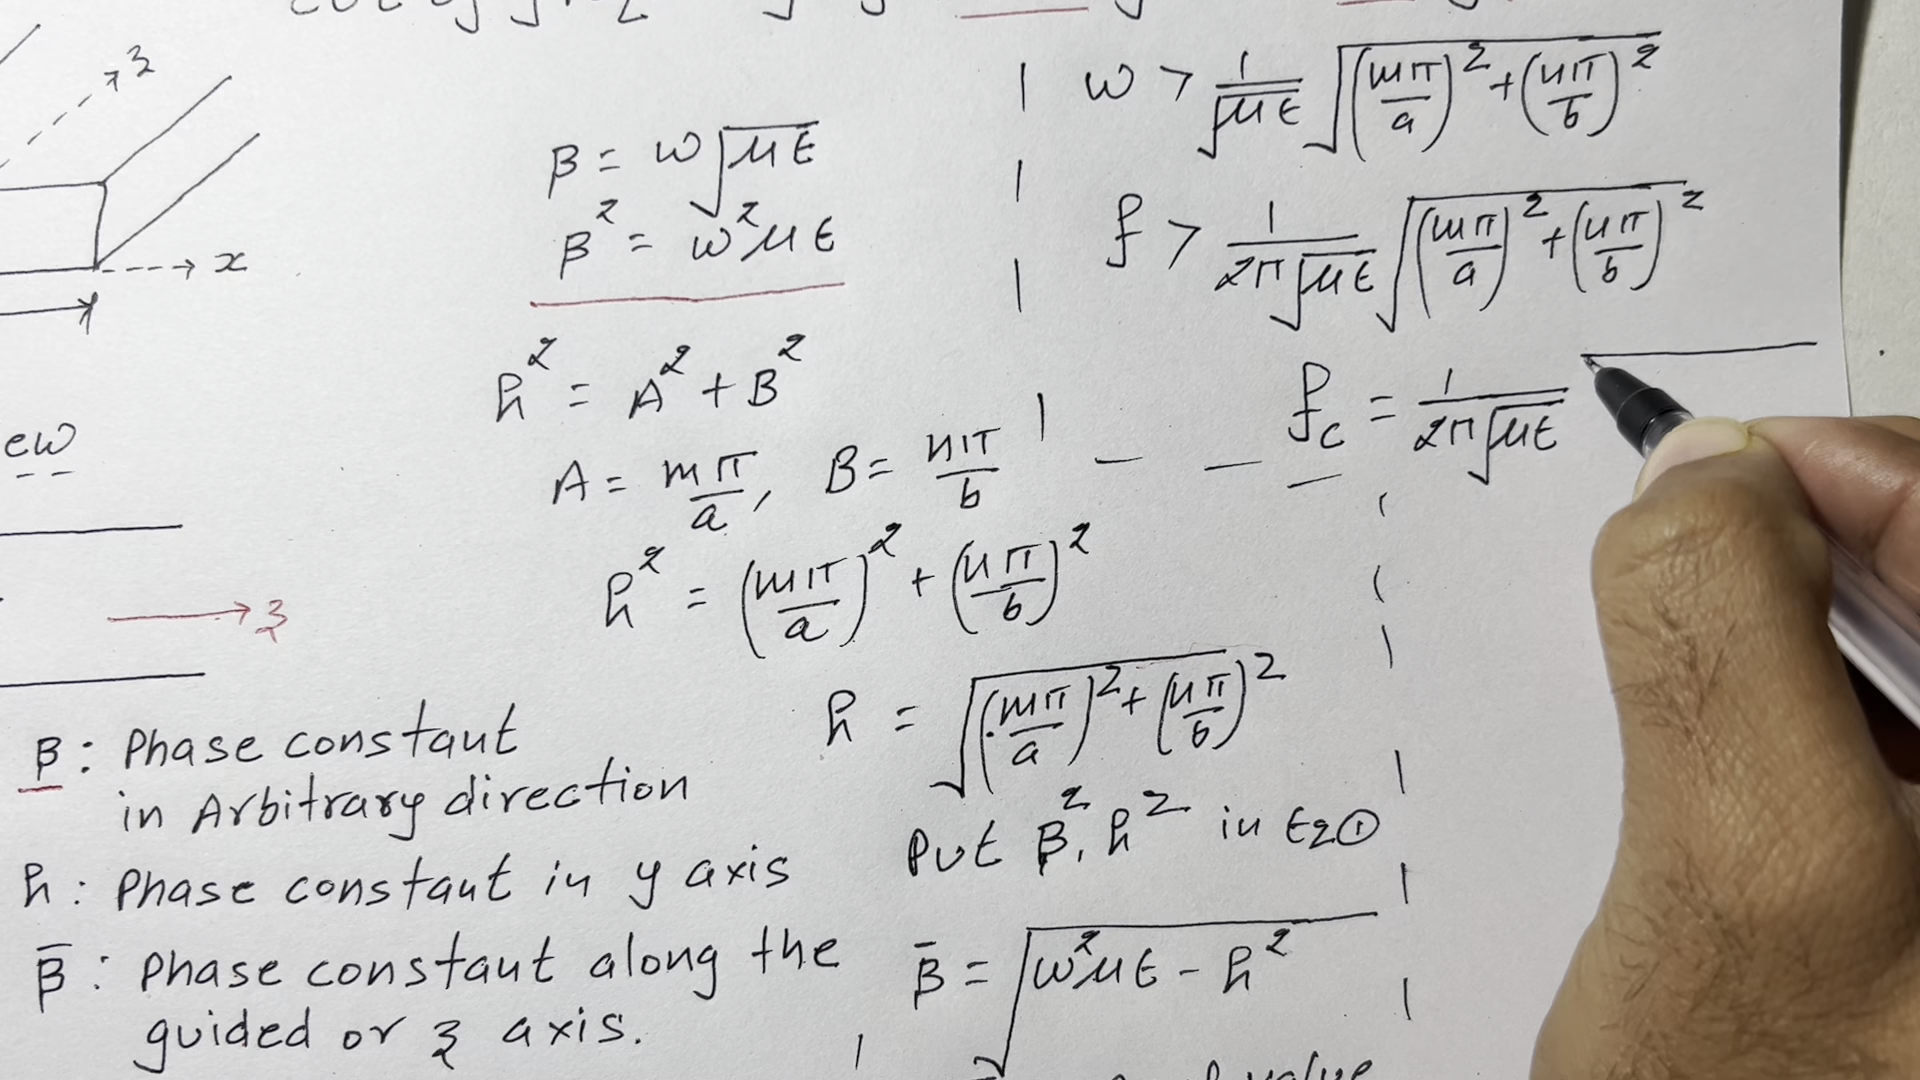 z
x
ew
z
β = ω√με
β² = ω²με
h² = A² + B²
A = mπ/a, B = nπ/b
h² = (mπ/a)² + (nπ/b)²
h = √((mπ/a)² + (nπ/b)²)
Put β², h² in Eq ①
β̄ = √(ω²με - h²)
value
β : Phase constant
in Arbitrary direction
h : Phase constant in y axis
β̄ : Phase constant along the
guided or z axis.
ω > 1/√με √((mπ/a)² + (nπ/b)²)
f > 1/2π√με √((mπ/a)² + (nπ/b)²)
fc = 1/2π√με